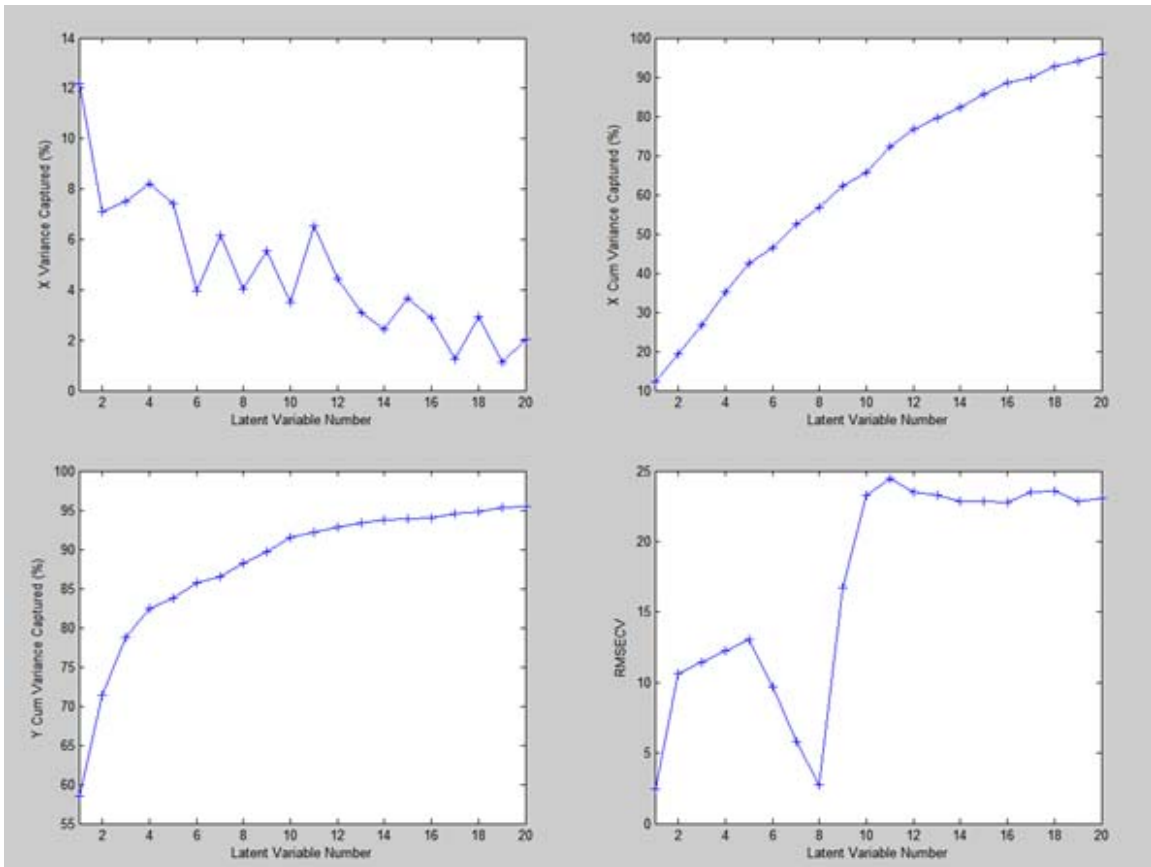 14
12
10
8
6
4
2
0
X Variance Captured (%)
2 4 6 8 10 12 14 16 18 20
Latent Variable Number
100
90
80
70
60
50
40
30
20
10
X Cum Variance Captured (%)
2 4 6 8 10 12 14 16 18 20
Latent Variable Number
100
95
90
85
80
75
70
65
60
55
Y Cum Variance Captured (%)
2 4 6 8 10 12 14 16 18 20
Latent Variable Number
25
20
15
10
5
0
RMSECV
2 4 6 8 10 12 14 16 18 20
Latent Variable Number